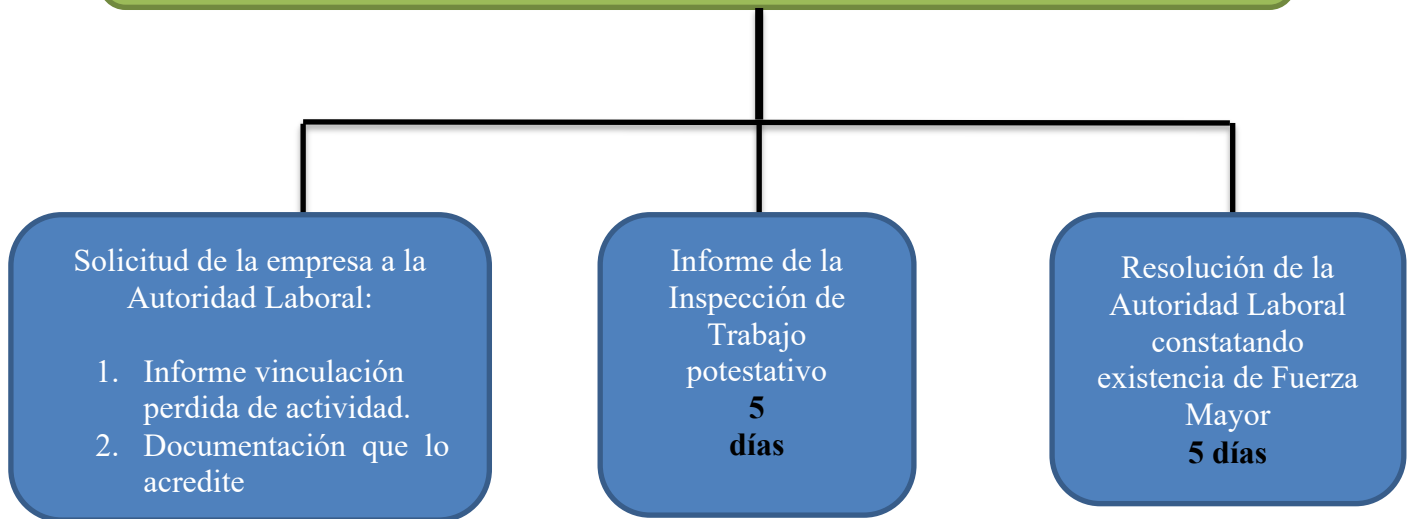 Solicitud de la empresa a la
Autoridad Laboral:
1. Informe vinculación
perdida de actividad.
2. Documentación que lo
acredite
Informe de la
Inspección de
Trabajo
potestativo
5
días
Resolución de la
Autoridad Laboral
constatando
existencia de Fuerza
Mayor
5 días